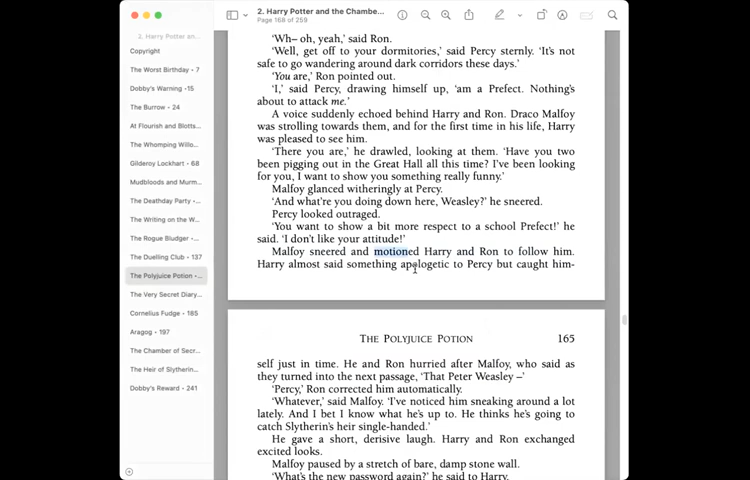 2. Harry Potter and the Chambe...
Page 168 of 259
2. Harry Potter an...
Copyright
The Worst Birthday • 7
Dobby's Warning • 15
The Burrow • 24
At Flourish and Blotts...
The Whomping Willo...
Gilderoy Lockhart • 68
Mudbloods and Murm...
The Deathday Party •...
The Writing on the W...
The Rogue Bludger •...
The Duelling Club • 137
The Polyjuice Potion •...
The Very Secret Diary...
Cornelius Fudge • 185
Aragog • 197
The Chamber of Secr...
The Heir of Slytherin...
Dobby's Reward • 241
'Wh– oh, yeah,' said Ron.
'Well, get off to your dormitories,' said Percy sternly. 'It's not
safe to go wandering around dark corridors these days.'
'You are,' Ron pointed out.
'I,' said Percy, drawing himself up, 'am a Prefect. Nothing's
about to attack me.'
A voice suddenly echoed behind Harry and Ron. Draco Malfoy
was strolling towards them, and for the first time in his life, Harry
was pleased to see him.
'There you are,' he drawled, looking at them. 'Have you two
been pigging out in the Great Hall all this time? I've been looking
for you, I want to show you something really funny.'
Malfoy glanced witheringly at Percy.
'And what're you doing down here, Weasley?' he sneered.
Percy looked outraged.
'You want to show a bit more respect to a school Prefect!' he
said. 'I don't like your attitude!'
Malfoy sneered and motioned Harry and Ron to follow him.
Harry almost said something apologetic to Percy but caught him-
THE POLYJUICE POTION 165
self just in time. He and Ron hurried after Malfoy, who said as
they turned into the next passage, 'That Peter Weasley –'
'Percy,' Ron corrected him automatically.
'Whatever,' said Malfoy. 'I've noticed him sneaking around a lot
lately. And I bet I know what he's up to. He thinks he's going to
catch Slytherin's heir single-handed.'
He gave a short, derisive laugh. Harry and Ron exchanged
excited looks.
Malfoy paused by a stretch of bare, damp stone wall.
'What's the new password again?' he said to Harry.